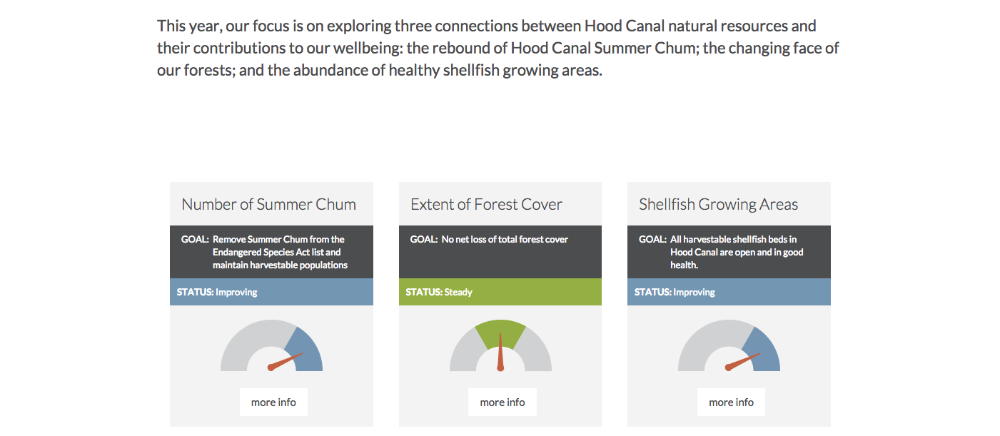 This year, our focus is on exploring three connections between Hood Canal natural resources and
their contributions to our wellbeing: the rebound of Hood Canal Summer Chum; the changing face of
our forests; and the abundance of healthy shellfish growing areas.
Number of Summer Chum
GOAL: Remove Summer Chum from the
Endangered Species Act list and
maintain harvestable populations
STATUS: Improving
more info
Extent of Forest Cover
GOAL: No net loss of total forest cover
STATUS: Steady
more info
Shellfish Growing Areas
GOAL: All harvestable shellfish beds in
Hood Canal are open and in good
health.
STATUS: Improving
more info